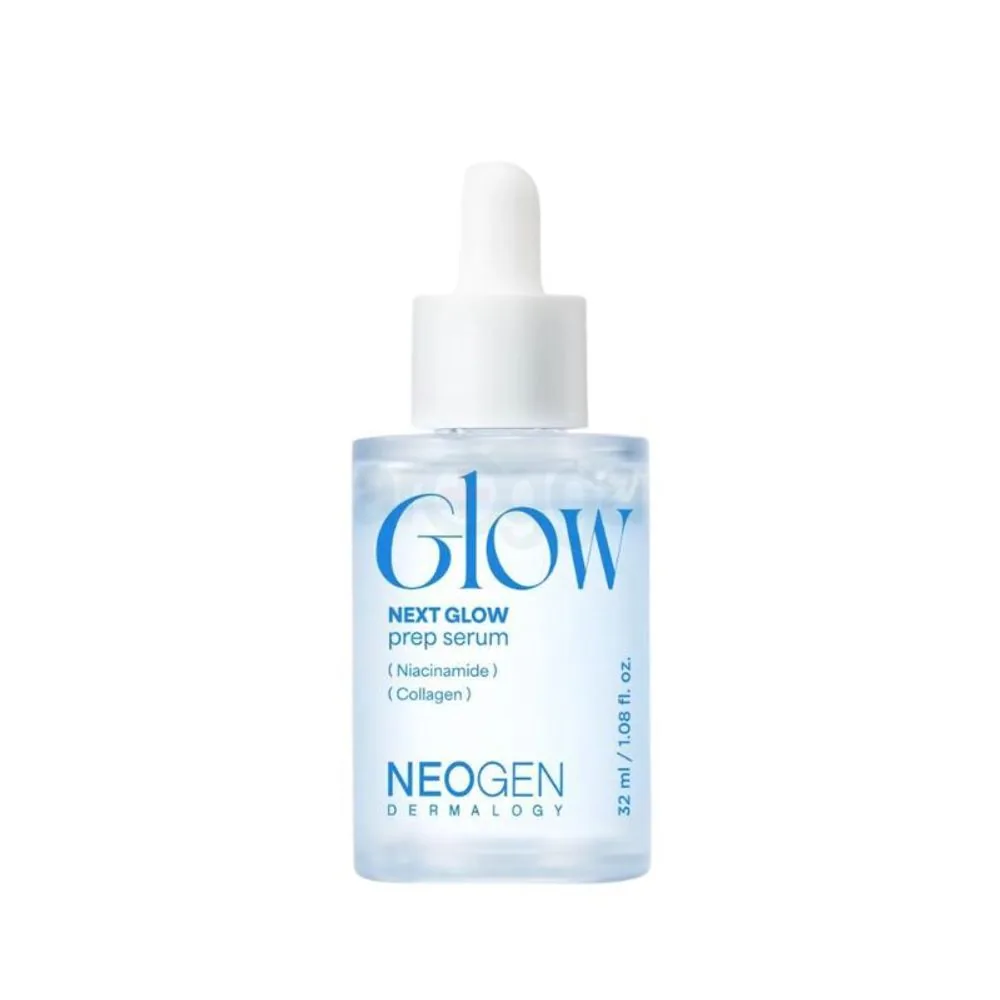 Glow
NEXT GLOW
prep serum
( Niacinamide )
( Collagen )
NEOGEN
DERMALOGY
32 ml / 1.08 fl. oz.